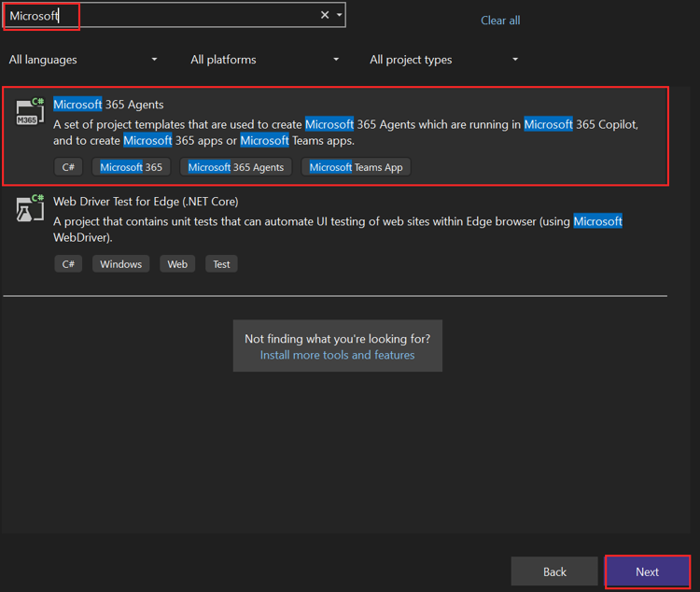 Microsoft
Clear all
All languages
All platforms
All project types
C#
M365
Microsoft 365 Agents
A set of project templates that are used to create Microsoft 365 Agents which are running in Microsoft 365 Copilot,
and to create Microsoft 365 apps or Microsoft Teams apps.
C# Microsoft 365 Microsoft 365 Agents Microsoft Teams App
C#
Web Driver Test for Edge (.NET Core)
A project that contains unit tests that can automate UI testing of web sites within Edge browser (using Microsoft
WebDriver).
C# Windows Web Test
Not finding what you're looking for?
Install more tools and features
Back
Next